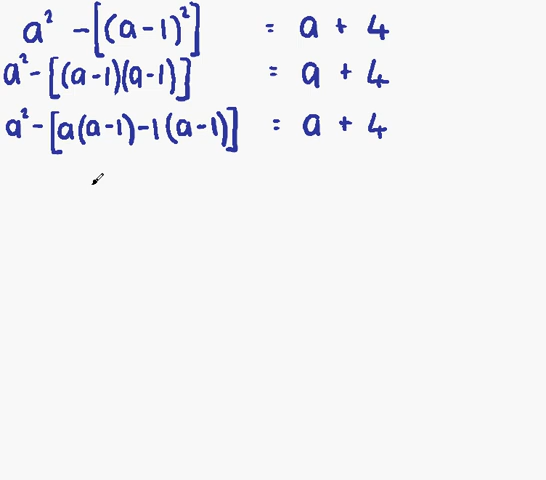 a² - [(a - 1)²] = a + 4
a² - [(a - 1)(a - 1)] = a + 4
a² - [a(a - 1) - 1(a - 1)] = a + 4